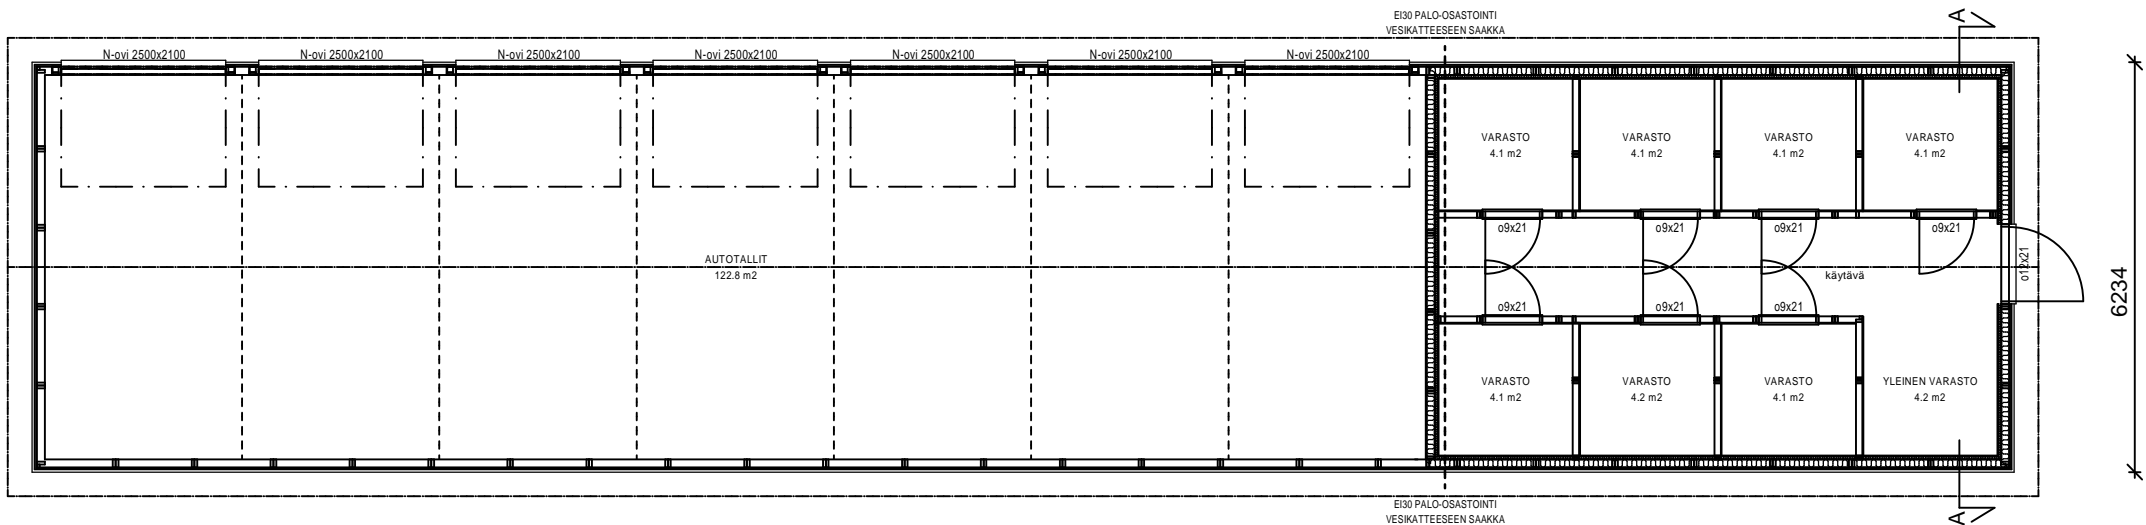 EI30 PALO-OSASTOINTI
VESIKATTEESEEN SAAKKA
A
N-ovi 2500x2100
N-ovi 2500x2100
N-ovi 2500x2100
N-ovi 2500x2100
N-ovi 2500x2100
N-ovi 2500x2100
N-ovi 2500x2100
VARASTO
4.1 m2
VARASTO
4.1 m2
VARASTO
4.1 m2
VARASTO
4.1 m2
o9x21
o9x21
o9x21
o9x21
AUTOTALLIT
122.8 m2
käytävä
o12x21
6234
o9x21
o9x21
o9x21
VARASTO
4.1 m2
VARASTO
4.2 m2
VARASTO
4.1 m2
YLEINEN VARASTO
4.2 m2
EI30 PALO-OSASTOINTI
VESIKATTEESEEN SAAKKA
A